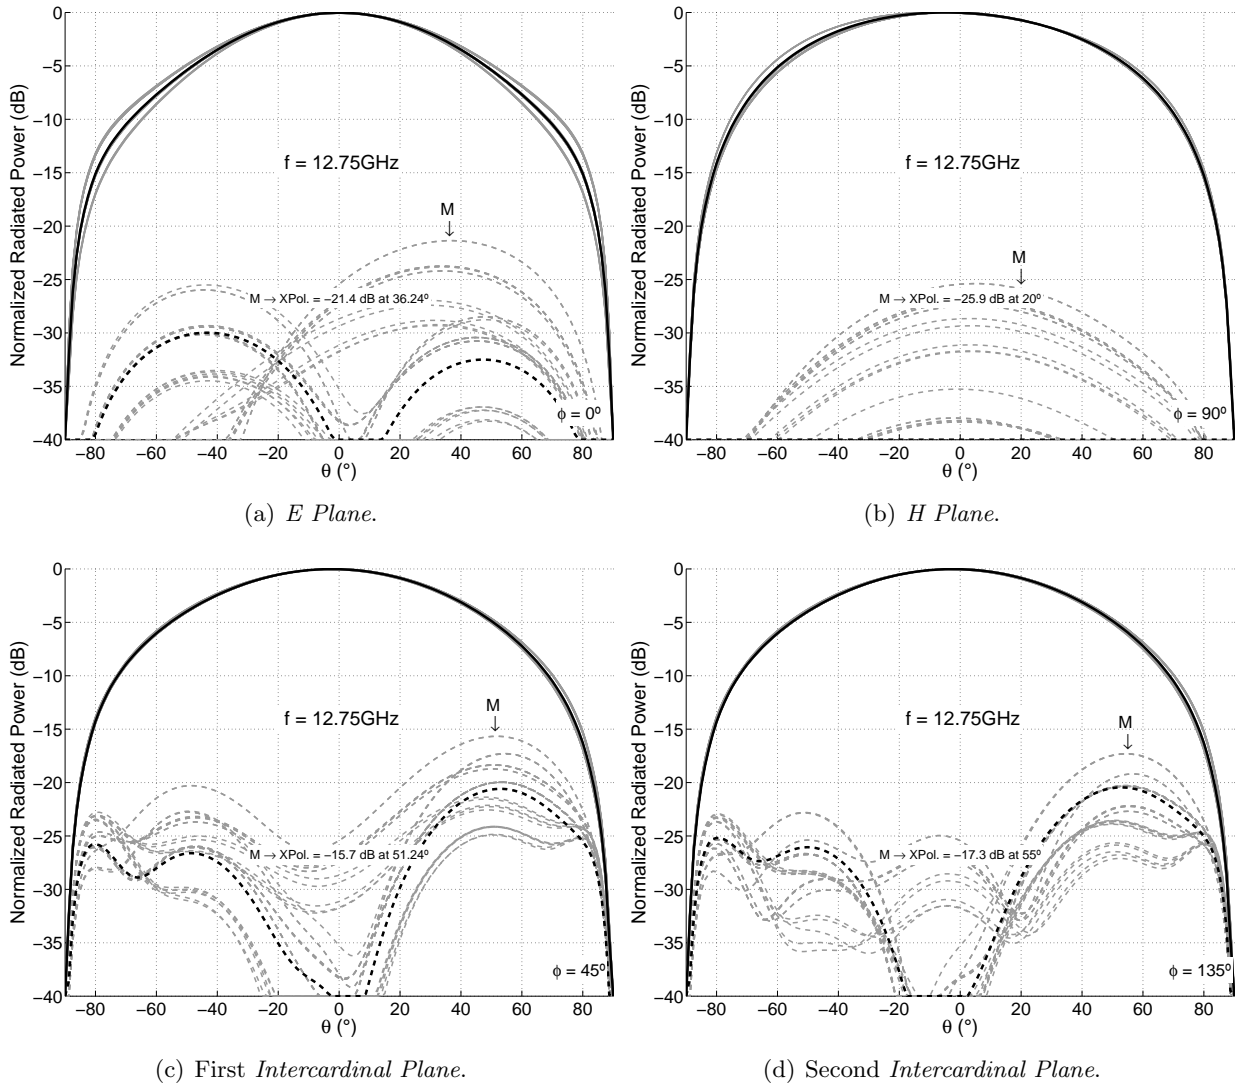 Normalized Radiated Power (dB)
0
−5
−10
−15
−20
−25
−30
−35
−40
f = 12.75GHz
M
M → XPol. = −21.4 dB at 36.24º
ϕ = 0º
−80 −60 −40 −20 0 20 40 60 80
θ (°)
(a) E Plane.
Normalized Radiated Power (dB)
0
−5
−10
−15
−20
−25
−30
−35
−40
f = 12.75GHz
M
M → XPol. = −25.9 dB at 20º
ϕ = 90º
−80 −60 −40 −20 0 20 40 60 80
θ (°)
(b) H Plane.
Normalized Radiated Power (dB)
0
−5
−10
−15
−20
−25
−30
−35
−40
f = 12.75GHz
M
M → XPol. = −15.7 dB at 51.24º
ϕ = 45º
−80 −60 −40 −20 0 20 40 60 80
θ (°)
(c) First Intercardinal Plane.
Normalized Radiated Power (dB)
0
−5
−10
−15
−20
−25
−30
−35
−40
f = 12.75GHz
M
M → XPol. = −17.3 dB at 55º
ϕ = 135º
−80 −60 −40 −20 0 20 40 60 80
θ (°)
(d) Second Intercardinal Plane.